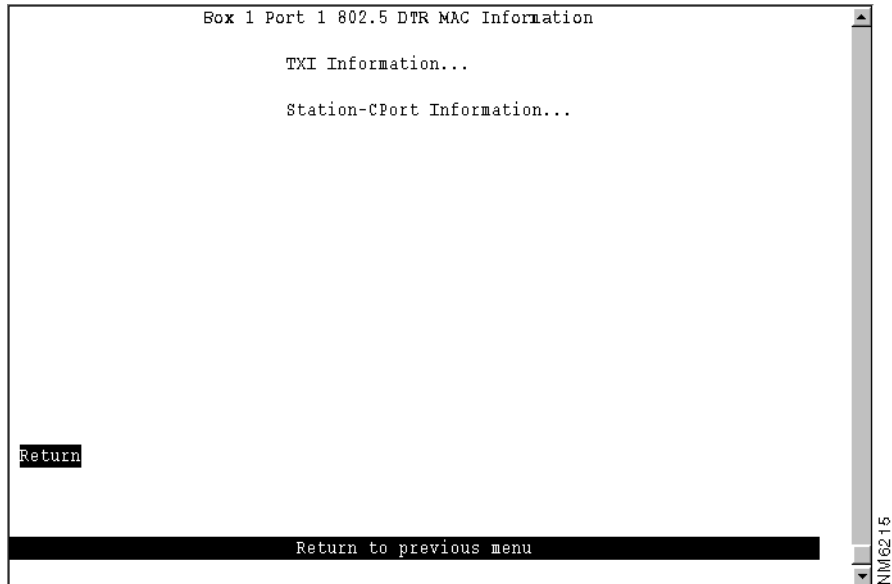 Box 1 Port 1 802.5 DTR MAC Information
TXI Information...
Station-CPort Information...
Return
Return to previous menu
NM6215